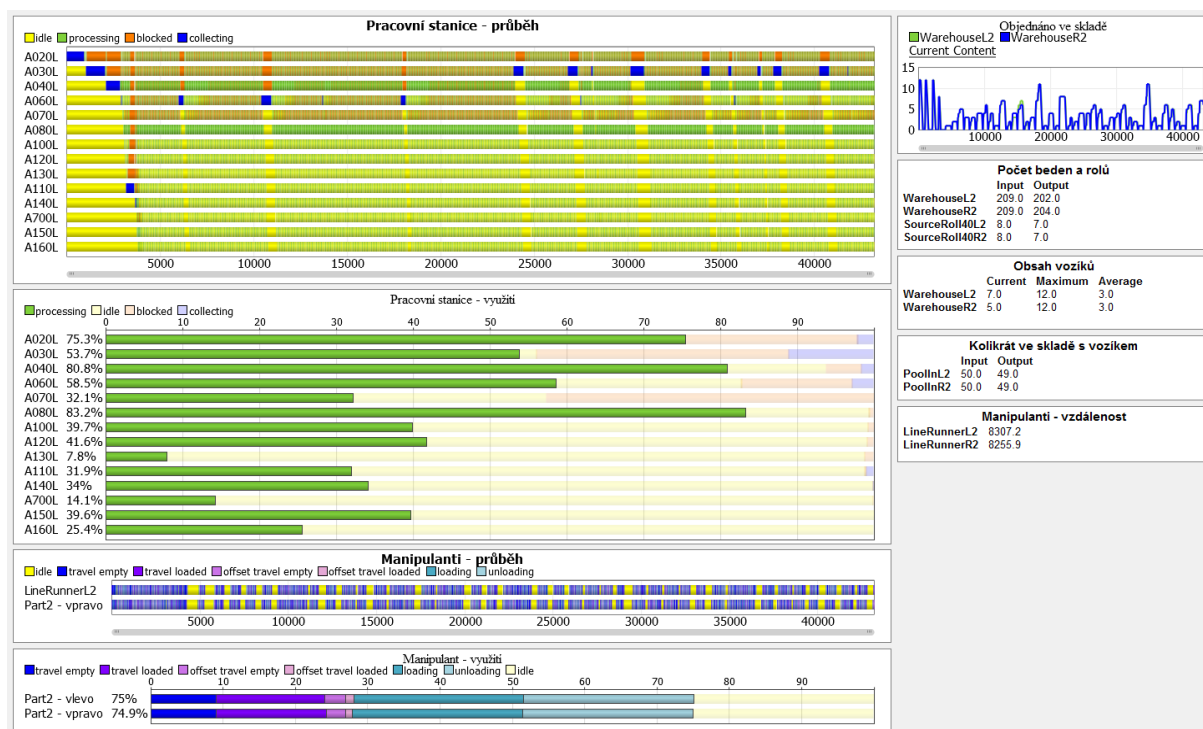 Pracovní stanice - průběh
idle processing blocked collecting
A020L
A030L
A040L
A060L
A070L
A080L
A100L
A120L
A130L
A110L
A140L
A700L
A150L
A160L
5000 10000 15000 20000 25000 30000 35000 40000
Pracovní stanice - využití
processing idle blocked collecting
0 10 20 30 40 50 60 70 80 90
A020L 75.3%
A030L 53.7%
A040L 80.8%
A060L 58.5%
A070L 32.1%
A080L 83.2%
A100L 39.7%
A120L 41.6%
A130L 7.8%
A110L 31.9%
A140L 34%
A700L 14.1%
A150L 39.6%
A160L 25.4%
Manipulanti - průběh
idle travel empty travel loaded offset travel empty offset travel loaded loading unloading
LineRunnerL2
Part2 - vpravo
5000 10000 15000 20000 25000 30000 35000 40000
Manipulant - využití
travel empty travel loaded offset travel empty offset travel loaded loading unloading idle
0 10 20 30 40 50 60 70 80 90
Part2 - vlevo 75%
Part2 - vpravo 74.9%
Objednáno ve skladě
WarehouseL2 WarehouseR2
Current Content
15
10
5
0
10000 20000 30000 40000
Počet beden a rolů
Input Output
WarehouseL2 209.0 202.0
WarehouseR2 209.0 204.0
SourceRoll40L2 8.0 7.0
SourceRoll40R2 8.0 7.0
Obsah vozíků
Current Maximum Average
WarehouseL2 7.0 12.0 3.0
WarehouseR2 5.0 12.0 3.0
Kolikrát ve skladě s vozíkem
Input Output
PoolInL2 50.0 49.0
PoolInR2 50.0 49.0
Manipulanti - vzdálenost
LineRunnerL2 8307.2
LineRunnerR2 8255.9